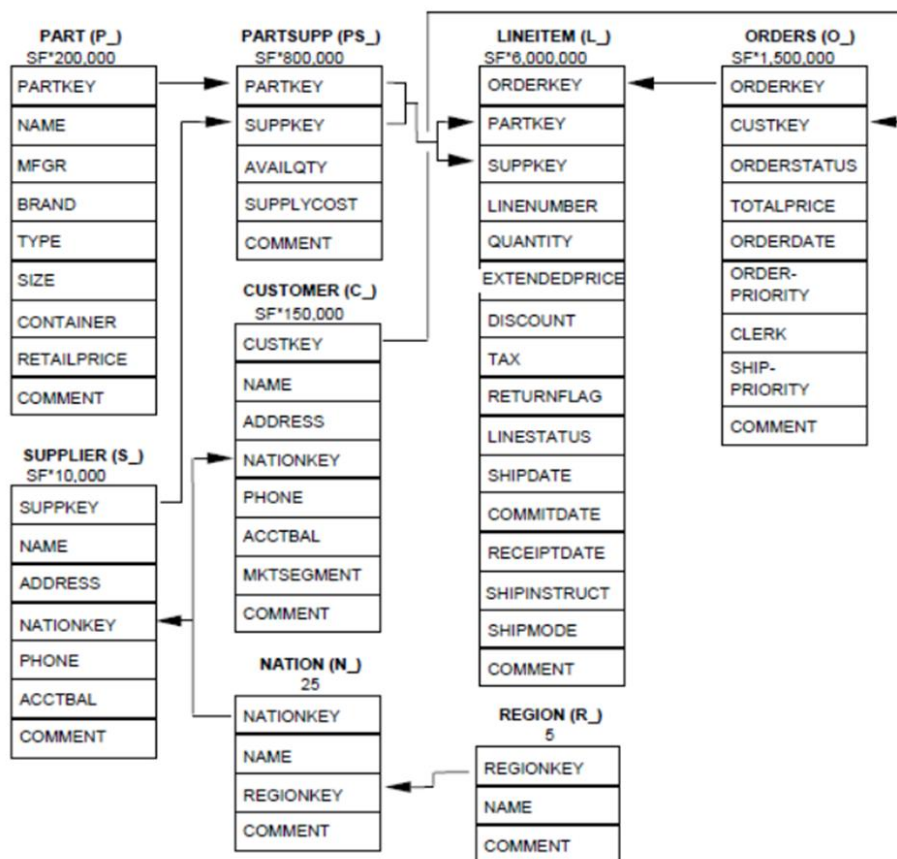 PART (P_)
SF*200,000
PARTKEY
NAME
MFGR
BRAND
TYPE
SIZE
CONTAINER
RETAILPRICE
COMMENT
SUPPLIER (S_)
SF*10,000
SUPPKEY
NAME
ADDRESS
NATIONKEY
PHONE
ACCTBAL
COMMENT
PARTSUPP (PS_)
SF*800,000
PARTKEY
SUPPKEY
AVAILQTY
SUPPLYCOST
COMMENT
CUSTOMER (C_)
SF*150,000
CUSTKEY
NAME
ADDRESS
NATIONKEY
PHONE
ACCTBAL
MKTSEGMENT
COMMENT
NATION (N_)
25
NATIONKEY
NAME
REGIONKEY
COMMENT
LINEITEM (L_)
SF*6,000,000
ORDERKEY
PARTKEY
SUPPKEY
LINENUMBER
QUANTITY
EXTENDEDPRICE
DISCOUNT
TAX
RETURNFLAG
LINESTATUS
SHIPDATE
COMMITDATE
RECEIPTDATE
SHIPINSTRUCT
SHIPMODE
COMMENT
REGION (R_)
5
REGIONKEY
NAME
COMMENT
ORDERS (O_)
SF*1,500,000
ORDERKEY
CUSTKEY
ORDERSTATUS
TOTALPRICE
ORDERDATE
ORDER-
PRIORITY
CLERK
SHIP-
PRIORITY
COMMENT